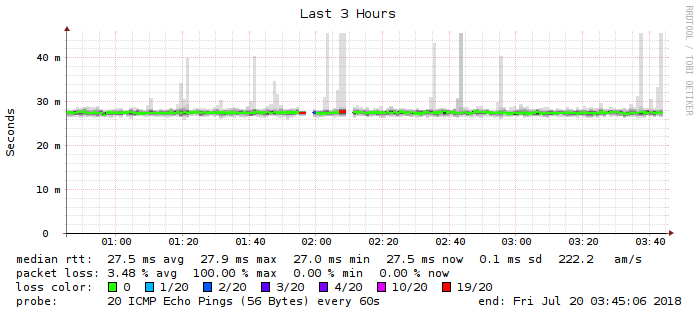 Last 3 Hours
RRDTOOL / TOBI OETIKER
Seconds
40 m
30 m
20 m
10 m
0
01:00 01:20 01:40 02:00 02:20 02:40 03:00 03:20 03:40
median rtt: 27.5 ms avg 27.9 ms max 27.0 ms min 27.5 ms now 0.1 ms sd 222.2 am/s
packet loss: 3.48 % avg 100.00 % max 0.00 % min 0.00 % now
loss color: 0 1/20 2/20 3/20 4/20 10/20 19/20
probe: 20 ICMP Echo Pings (56 Bytes) every 60s end: Fri Jul 20 03:45:06 2018